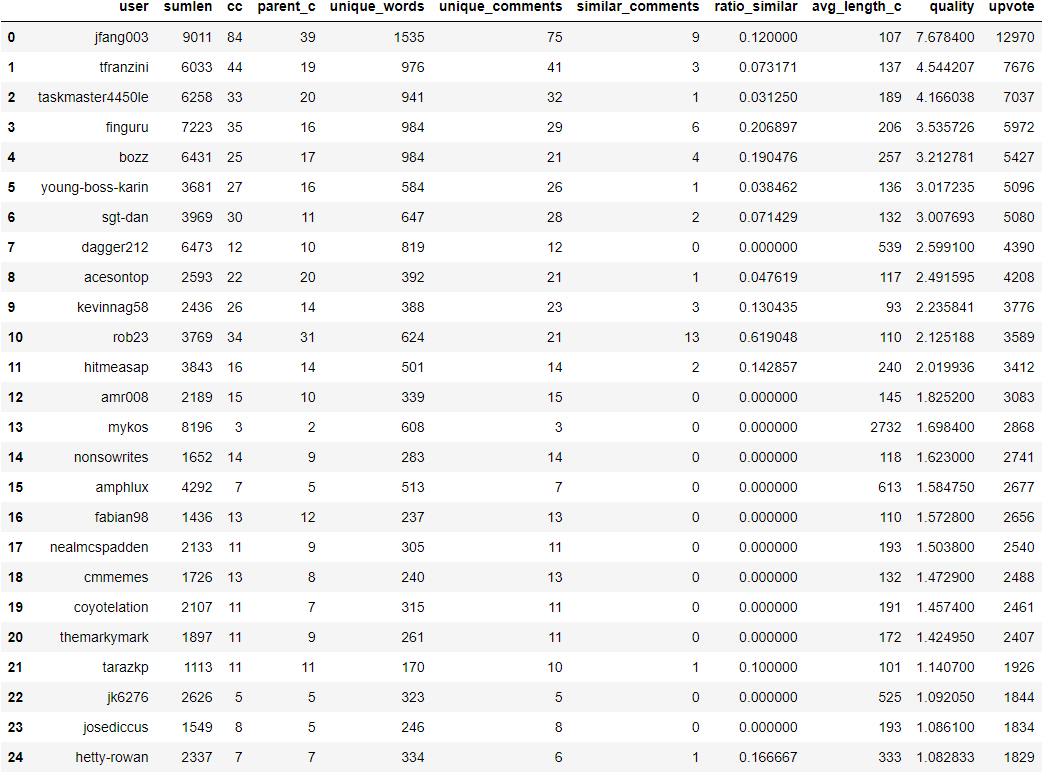 user sumlen cc parent_c unique_words unique_comments similar_comments ratio_similar avg_length_c quality upvote
0 jfang003 9011 84 39 1535 75 9 0.120000 107 7.678400 12970
1 tfranzini 6033 44 19 976 41 3 0.073171 137 4.544207 7676
2 taskmaster4450le 6258 33 20 941 32 1 0.031250 189 4.166038 7037
3 finguru 7223 35 16 984 29 6 0.206897 206 3.535726 5972
4 bozz 6431 25 17 984 21 4 0.190476 257 3.212781 5427
5 young-boss-karin 3681 27 16 584 26 1 0.038462 136 3.017235 5096
6 sgt-dan 3969 30 11 647 28 2 0.071429 132 3.007693 5080
7 dagger212 6473 12 10 819 12 0 0.000000 539 2.599100 4390
8 acesontop 2593 22 20 392 21 1 0.047619 117 2.491595 4208
9 kevinnag58 2436 26 14 388 23 3 0.130435 93 2.235841 3776
10 rob23 3769 34 31 624 21 13 0.619048 110 2.125188 3589
11 hitmeasap 3843 16 14 501 14 2 0.142857 240 2.019936 3412
12 amr008 2189 15 10 339 15 0 0.000000 145 1.825200 3083
13 mykos 8196 3 2 608 3 0 0.000000 2732 1.698400 2868
14 nonsowrites 1652 14 9 283 14 0 0.000000 118 1.623000 2741
15 amphlux 4292 7 5 513 7 0 0.000000 613 1.584750 2677
16 fabian98 1436 13 12 237 13 0 0.000000 110 1.572800 2656
17 nealmcspadden 2133 11 9 305 11 0 0.000000 193 1.503800 2540
18 cmmemes 1726 13 8 240 13 0 0.000000 132 1.472900 2488
19 coyotelation 2107 11 7 315 11 0 0.000000 191 1.457400 2461
20 themarkymark 1897 11 9 261 11 0 0.000000 172 1.424950 2407
21 tarazkp 1113 11 11 170 10 1 0.100000 101 1.140700 1926
22 jk6276 2626 5 5 323 5 0 0.000000 525 1.092050 1844
23 josediccus 1549 8 5 246 8 0 0.000000 193 1.086100 1834
24 hetty-rowan 2337 7 7 334 6 1 0.166667 333 1.082833 1829